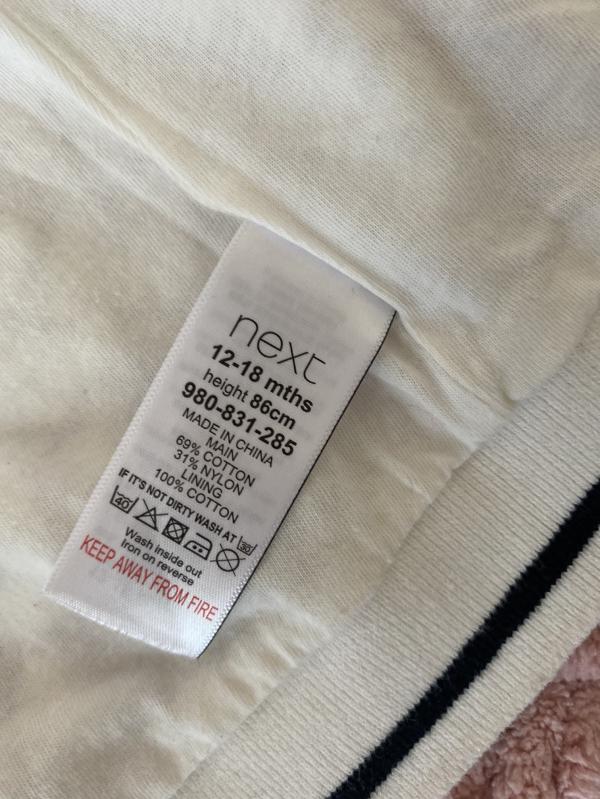 next
12-18 mths
height 86cm
980-831-285
MADE IN CHINA
MAIN
69% COTTON
31% NYLON
LINING
100% COTTON
IF IT'S NOT DIRTY WASH AT 30
40
Wash inside out
iron on reverse
KEEP AWAY FROM FIRE